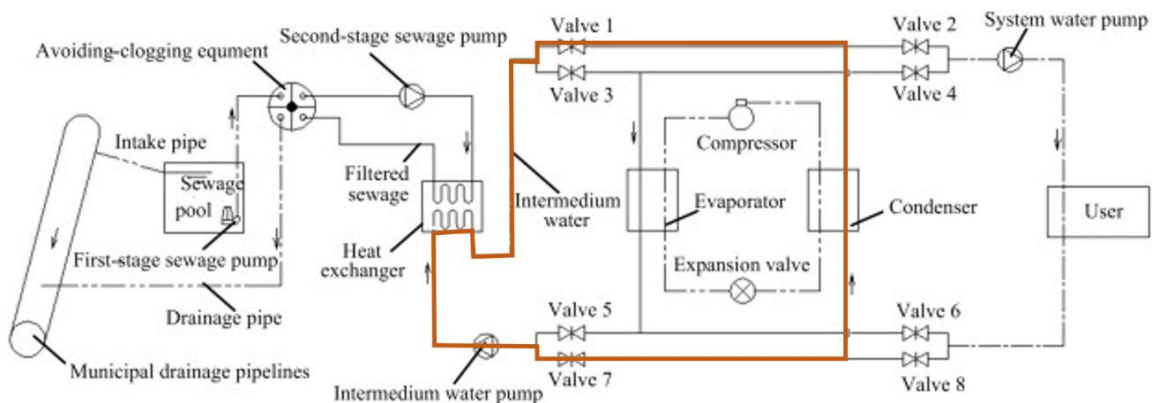 Avoiding-clogging equment
Second-stage sewage pump
Valve 1
Valve 2
System water pump
Valve 3
Valve 4
Intake pipe
Sewage
pool
First-stage sewage pump
Filtered
sewage
Heat
exchanger
Intermedium
water
Compressor
Evaporator
Condenser
User
Expansion valve
Drainage pipe
Valve 5
Valve 6
Municipal drainage pipelines
Intermedium water pump
Valve 7
Valve 8